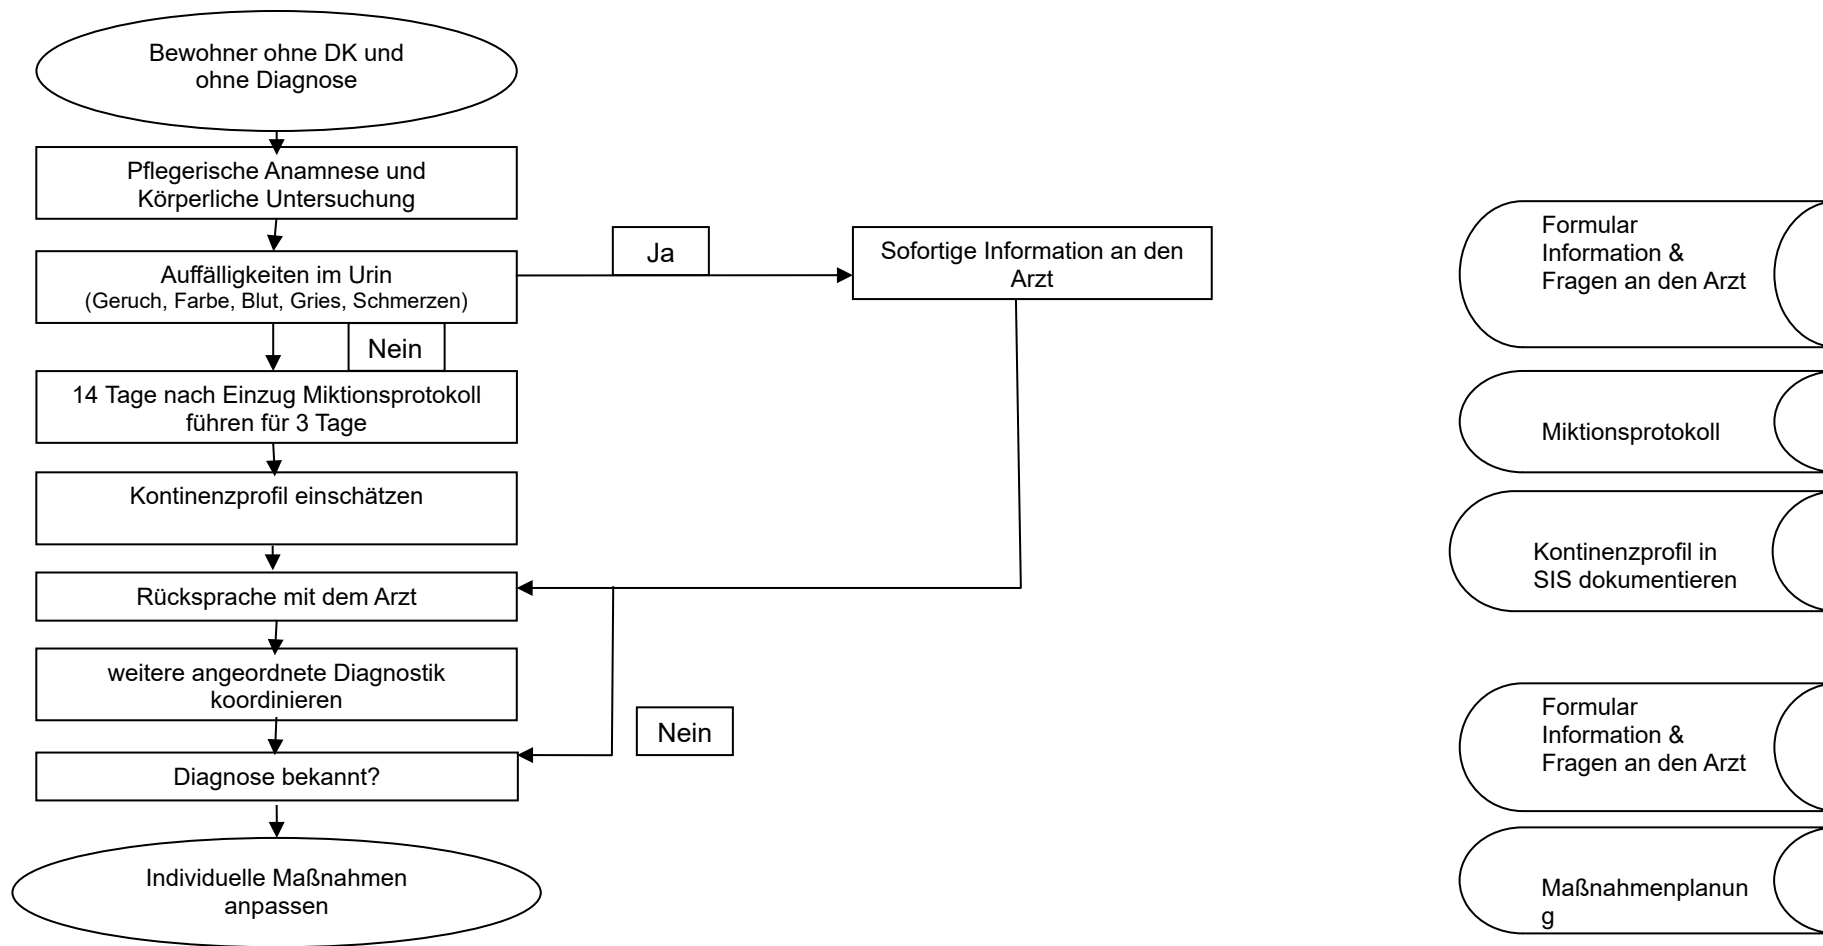 Bewohner ohne DK und
ohne Diagnose
Pflegerische Anamnese und
Körperliche Untersuchung
Auffälligkeiten im Urin
(Geruch, Farbe, Blut, Gries, Schmerzen)
Ja
Sofortige Information an den
Arzt
Nein
14 Tage nach Einzug Miktionsprotokoll
führen für 3 Tage
Kontinenzprofil einschätzen
Rücksprache mit dem Arzt
weitere angeordnete Diagnostik
koordinieren
Nein
Diagnose bekannt?
Individuelle Maßnahmen
anpassen
Formular
Information &
Fragen an den Arzt
Miktionsprotokoll
Kontinenzprofil in
SIS dokumentieren
Formular
Information &
Fragen an den Arzt
Maßnahmenplanun
g